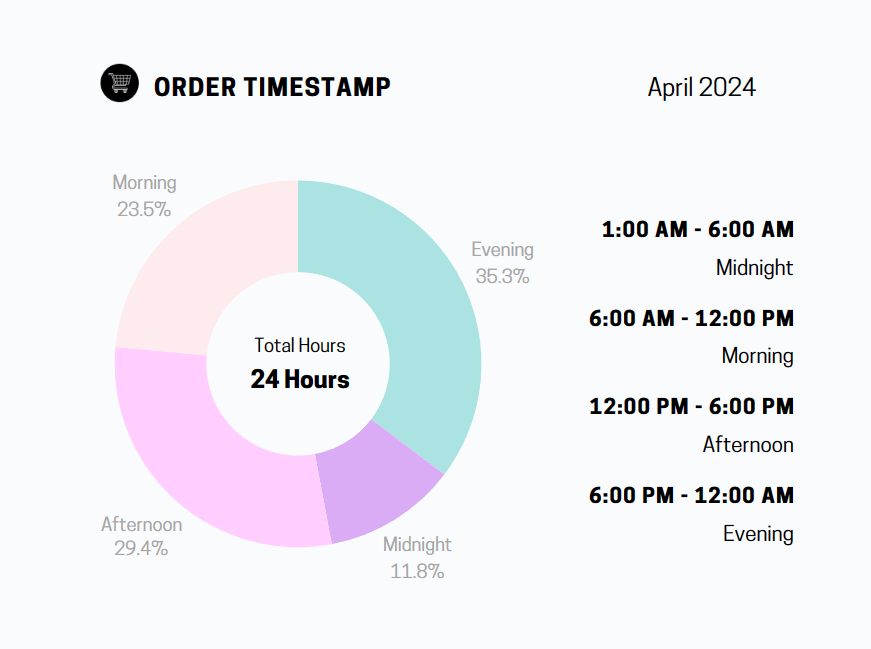 ORDER TIMESTAMP
April 2024
Morning
23.5%
Evening
35.3%
Total Hours
24 Hours
Afternoon
29.4%
Midnight
11.8%
1:00 AM - 6:00 AM
Midnight
6:00 AM - 12:00 PM
Morning
12:00 PM - 6:00 PM
Afternoon
6:00 PM - 12:00 AM
Evening